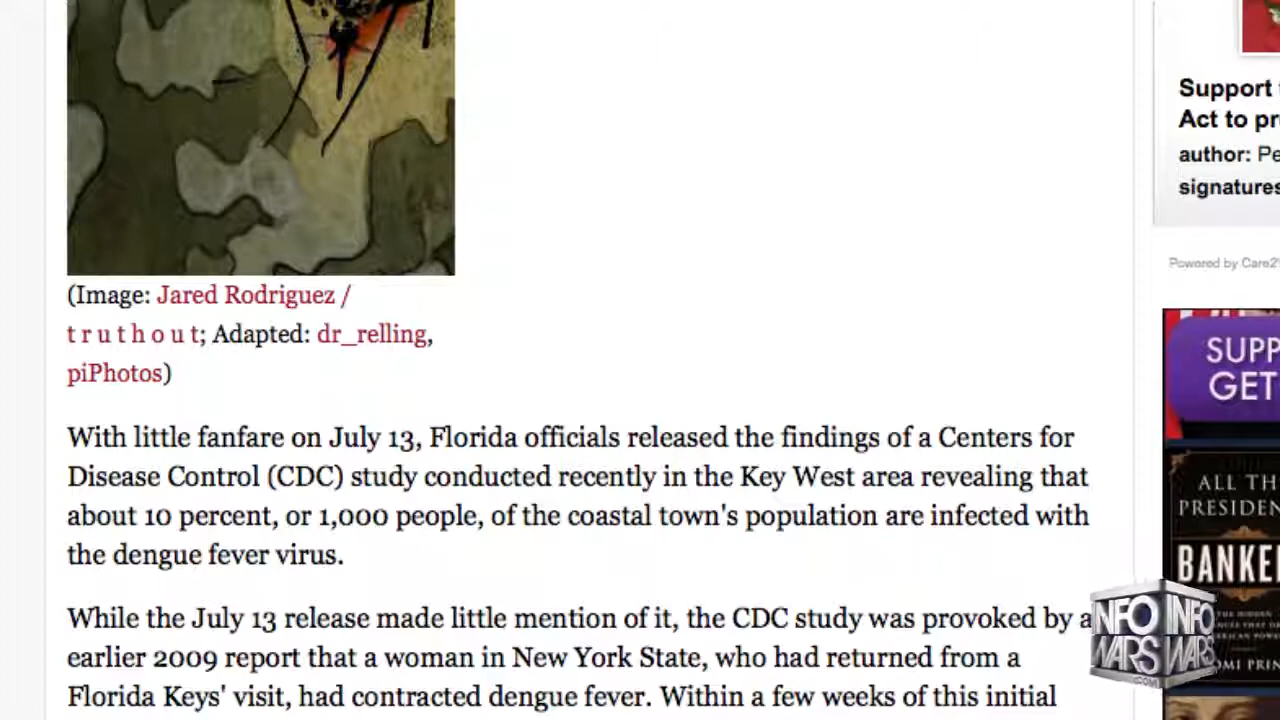 (Image: Jared Rodriguez /
t r u t h o u t; Adapted: dr_relling,
piPhotos)
With little fanfare on July 13, Florida officials released the findings of a Centers for
Disease Control (CDC) study conducted recently in the Key West area revealing that
about 10 percent, or 1,000 people, of the coastal town's population are infected with
the dengue fever virus.
While the July 13 release made little mention of it, the CDC study was provoked by a
earlier 2009 report that a woman in New York State, who had returned from a
Florida Keys' visit, had contracted dengue fever. Within a few weeks of this initial
Support
Act to pr
author: Pe
signatures
Powered by Care2
SUPP
GET
ALL TH
PRESIDEN
BANKE
OMI PRIN
INFO INFO
WARS WARS
.COM